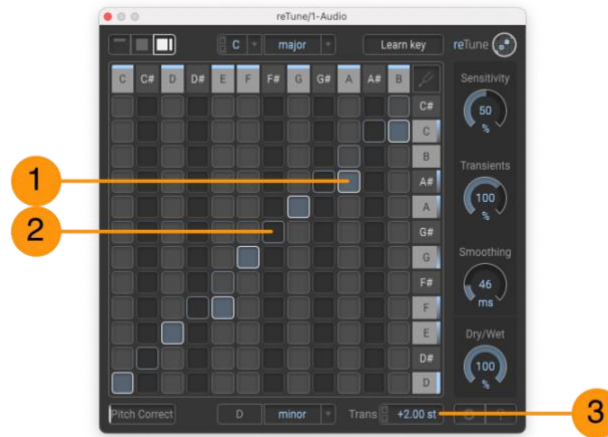 reTune/1-Audio
C major Learn key reTune
C C# D D# E F F# G G# A A# B
Sensitivity
50
%
C#
C
B
A#
A
G#
G
F#
F
E
D#
D
Transients
100
%
Smoothing
46
ms
Dry/Wet
100
%
Pitch Correct D minor Trans +2.00 st ?
1
2
3